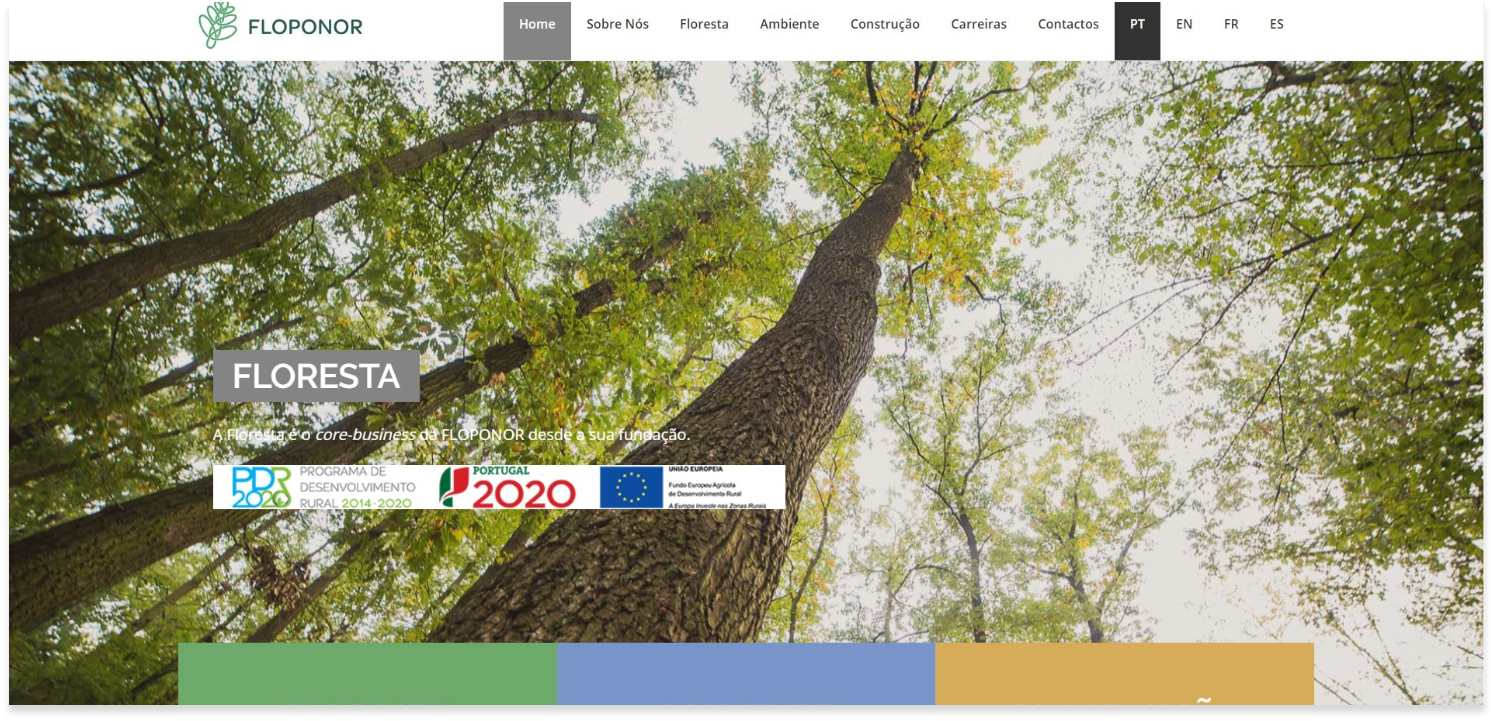 FLOPONOR
Home Sobre Nós Floresta Ambiente Construção Carreiras Contactos PT EN FR ES
FLORESTA
A Floresta é o core-business da FLOPONOR desde a sua fundação.
PDR
2020
PROGRAMA DE
DESENVOLVIMENTO
RURAL 2014·2020
PORTUGAL
2020
UNIÃO EUROPEIA
Fundo Europeu Agrícola
de Desenvolvimento Rural
A Europa Investe nas Zonas Rurais